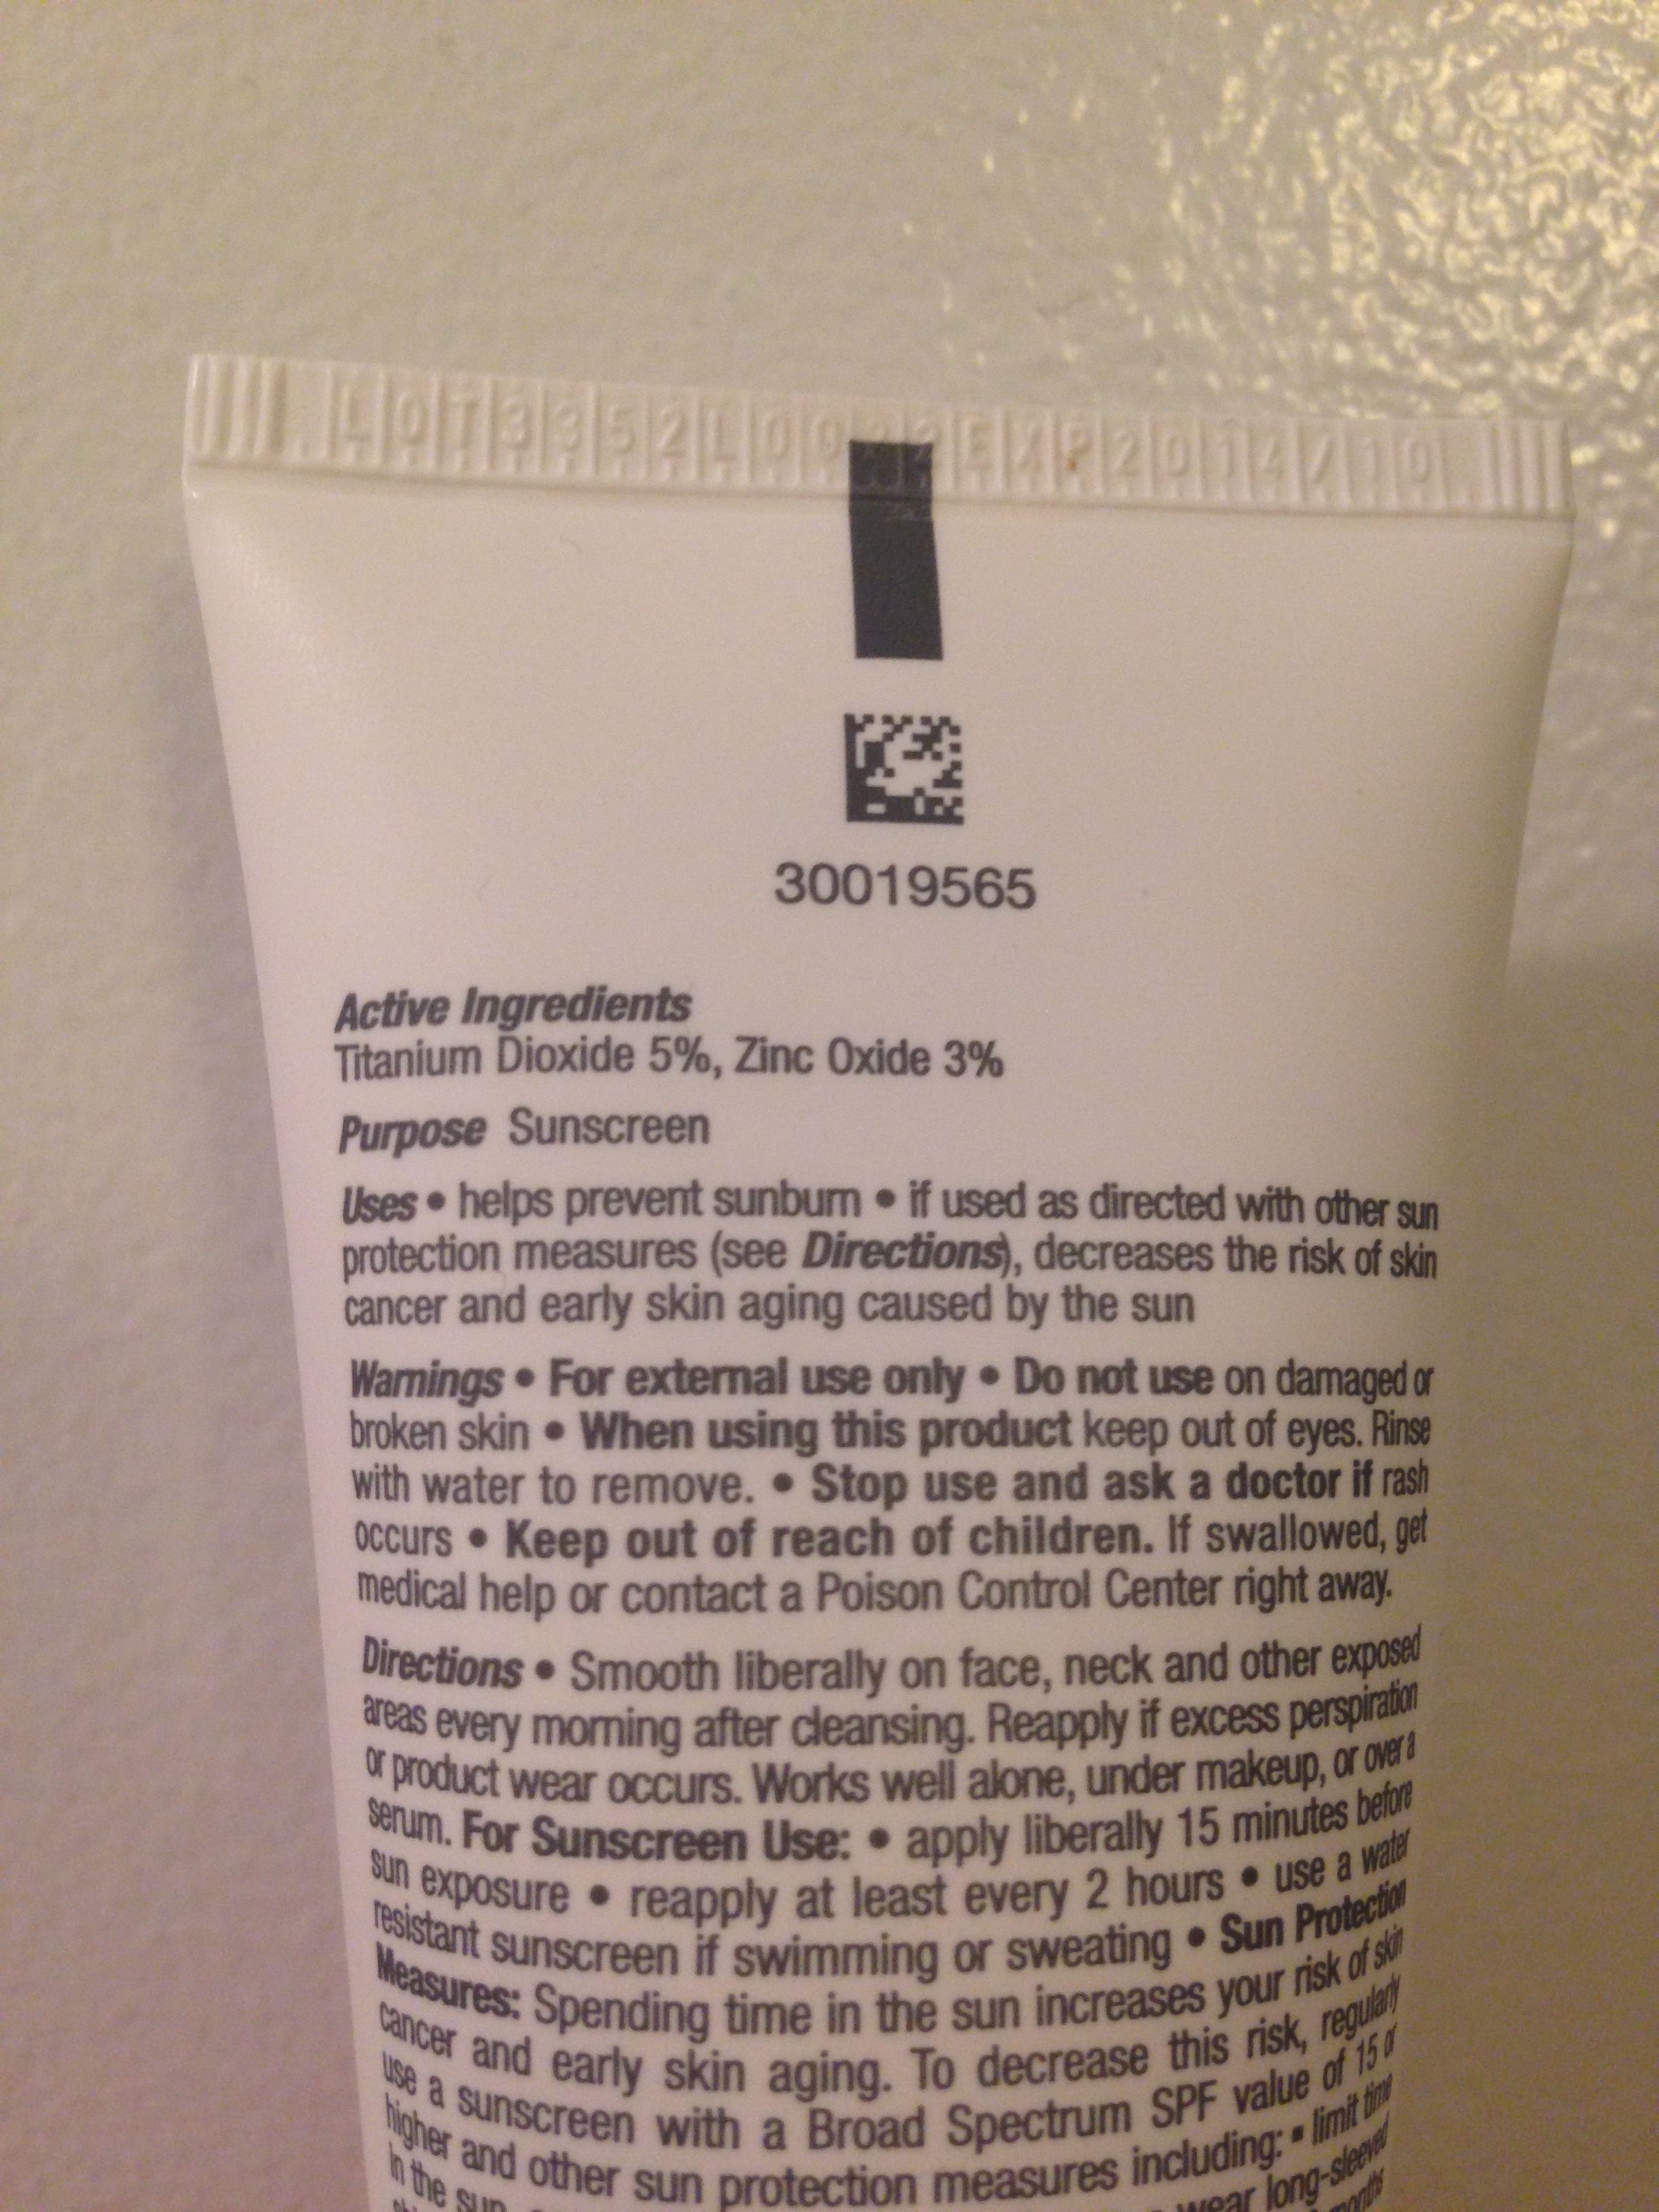 LOT3352L00 2EXP2014/10
30019565
Active Ingredients
Titanium Dioxide 5%, Zinc Oxide 3%
Purpose Sunscreen
Uses • helps prevent sunburn • if used as directed with other sun
protection measures (see Directions), decreases the risk of skin
cancer and early skin aging caused by the sun
Warnings • For external use only • Do not use on damaged or
broken skin • When using this product keep out of eyes. Rinse
with water to remove. • Stop use and ask a doctor if rash
occurs • Keep out of reach of children. If swallowed, get
medical help or contact a Poison Control Center right away.
Directions • Smooth liberally on face, neck and other exposed
areas every morning after cleansing. Reapply if excess perspiration
or product wear occurs. Works well alone, under makeup, or over a
serum. For Sunscreen Use: • apply liberally 15 minutes before
sun exposure • reapply at least every 2 hours • use a water
resistant sunscreen if swimming or sweating • Sun Protection
Measures: Spending time in the sun increases your risk of skin
cancer and early skin aging. To decrease this risk, regularly
use a sunscreen with a Broad Spectrum SPF value of 15 or
higher and other sun protection measures including: • limit time
in the sun, wear long-sleeved
months